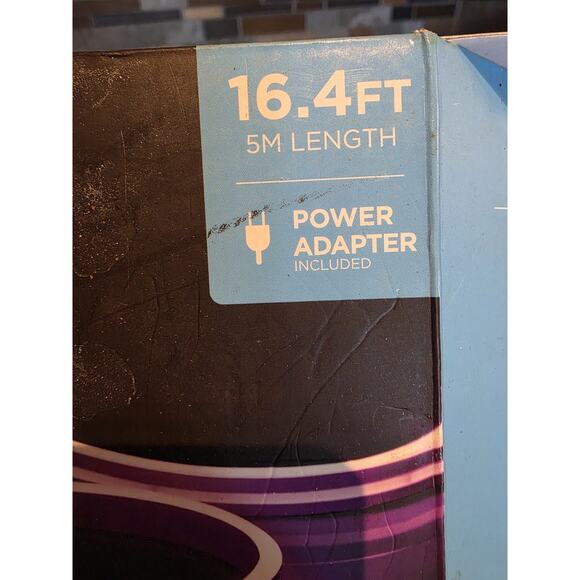 16.4FT
5M LENGTH
POWER
ADAPTER
INCLUDED